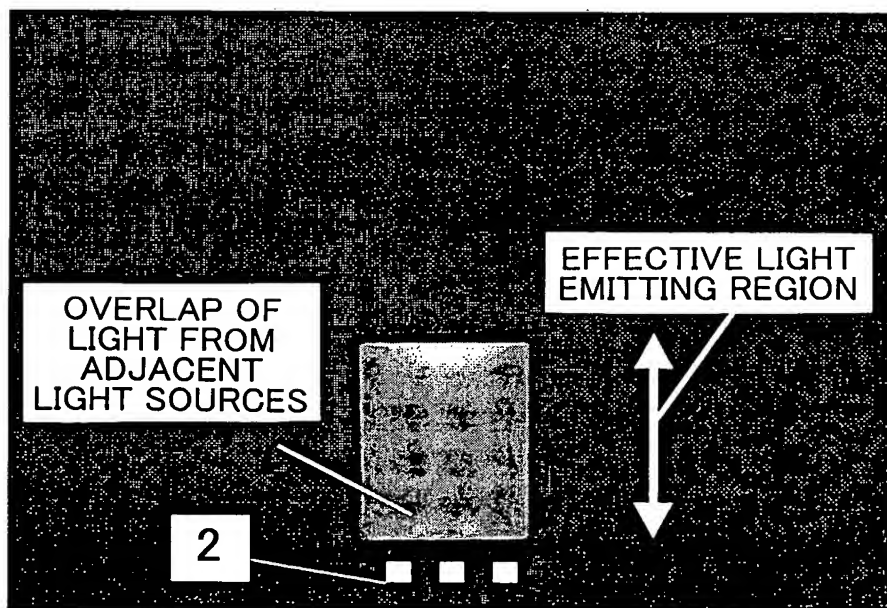 EFFECTIVE LIGHT
EMITTING REGION
OVERLAP OF
LIGHT FROM
ADJACENT
LIGHT SOURCES
2